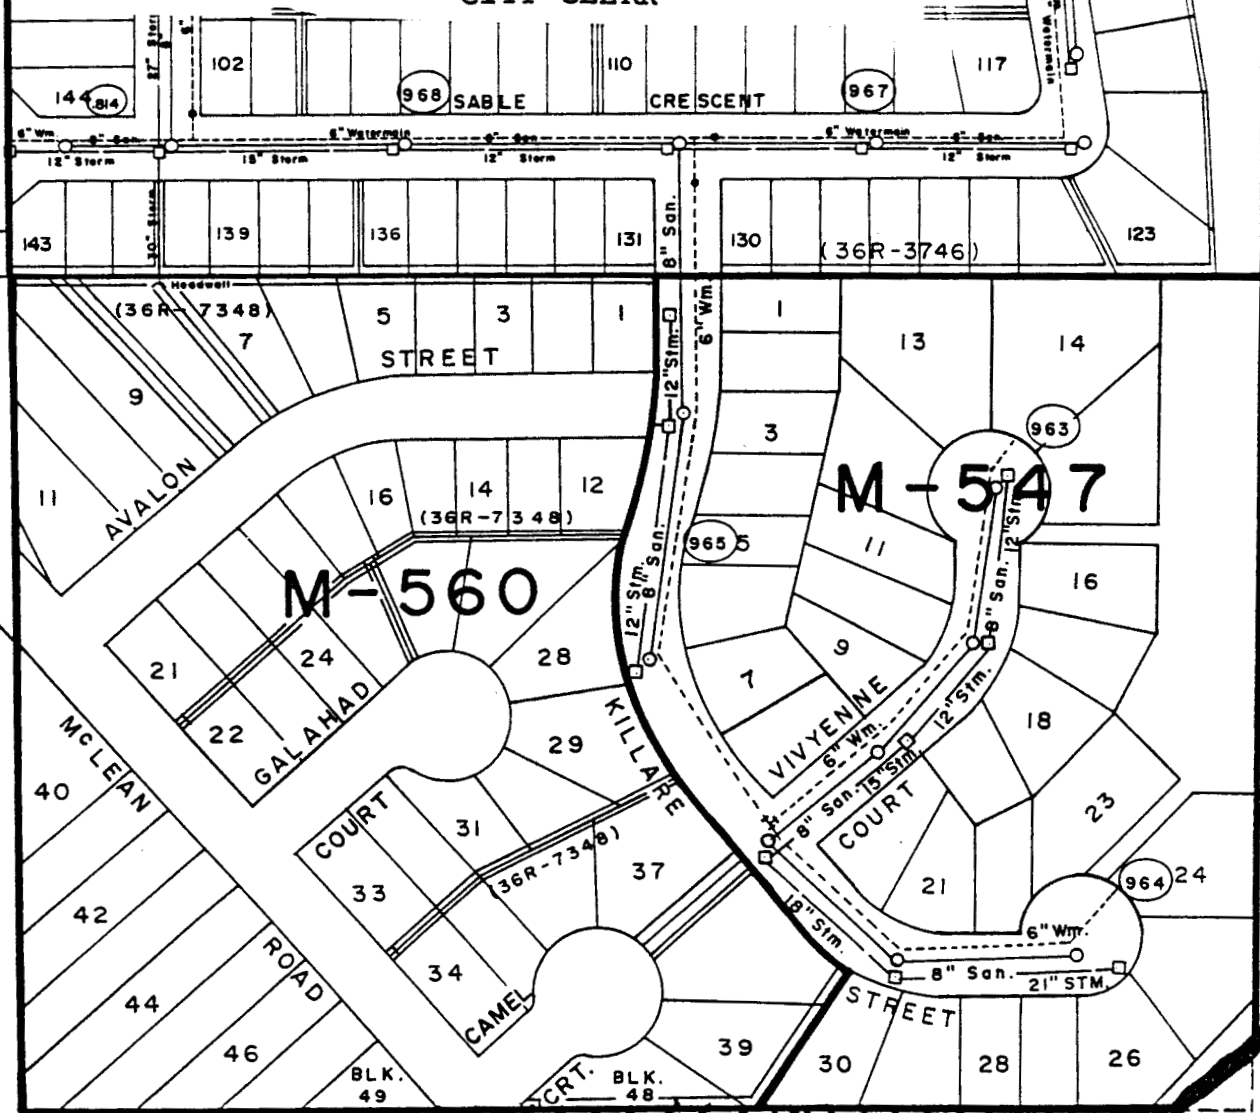 102
110
117
144
814
968
SABLE CRESCENT
967
27" Storm
6"
Watermain
6" Wm.
8" San.
6" Watermain
8" San.
6" Watermain
8" San.
12" Storm
15" Storm
12" Storm
12" Storm
143
30" Storm
139
136
131
8" San.
130
(36R-3746)
123
Headwall
(36R-7348)
7
5
3
1
12" Stm.
6" Wm.
1
13
14
STREET
9
3
963
M-547
11
AVALON
16
14
12
(36R-7348)
965
5
11
12" Stm.
8" San.
16
M-560
12" Stm.
8" San.
21
24
28
7
9
22
GALAHAD
29
KILLARE
VIVYENNE
6" Wm.
12" Stm.
18
McLEAN
40
COURT
31
8" San.
15" Stm.
COURT
23
33
(36R-7348)
37
21
964
24
42
18" Stm.
6" Wm.
ROAD
34
8" San.
21" STM.
44
CAMEL
STREET
46
39
30
28
26
BLK.
49
CRT.
BLK.
48